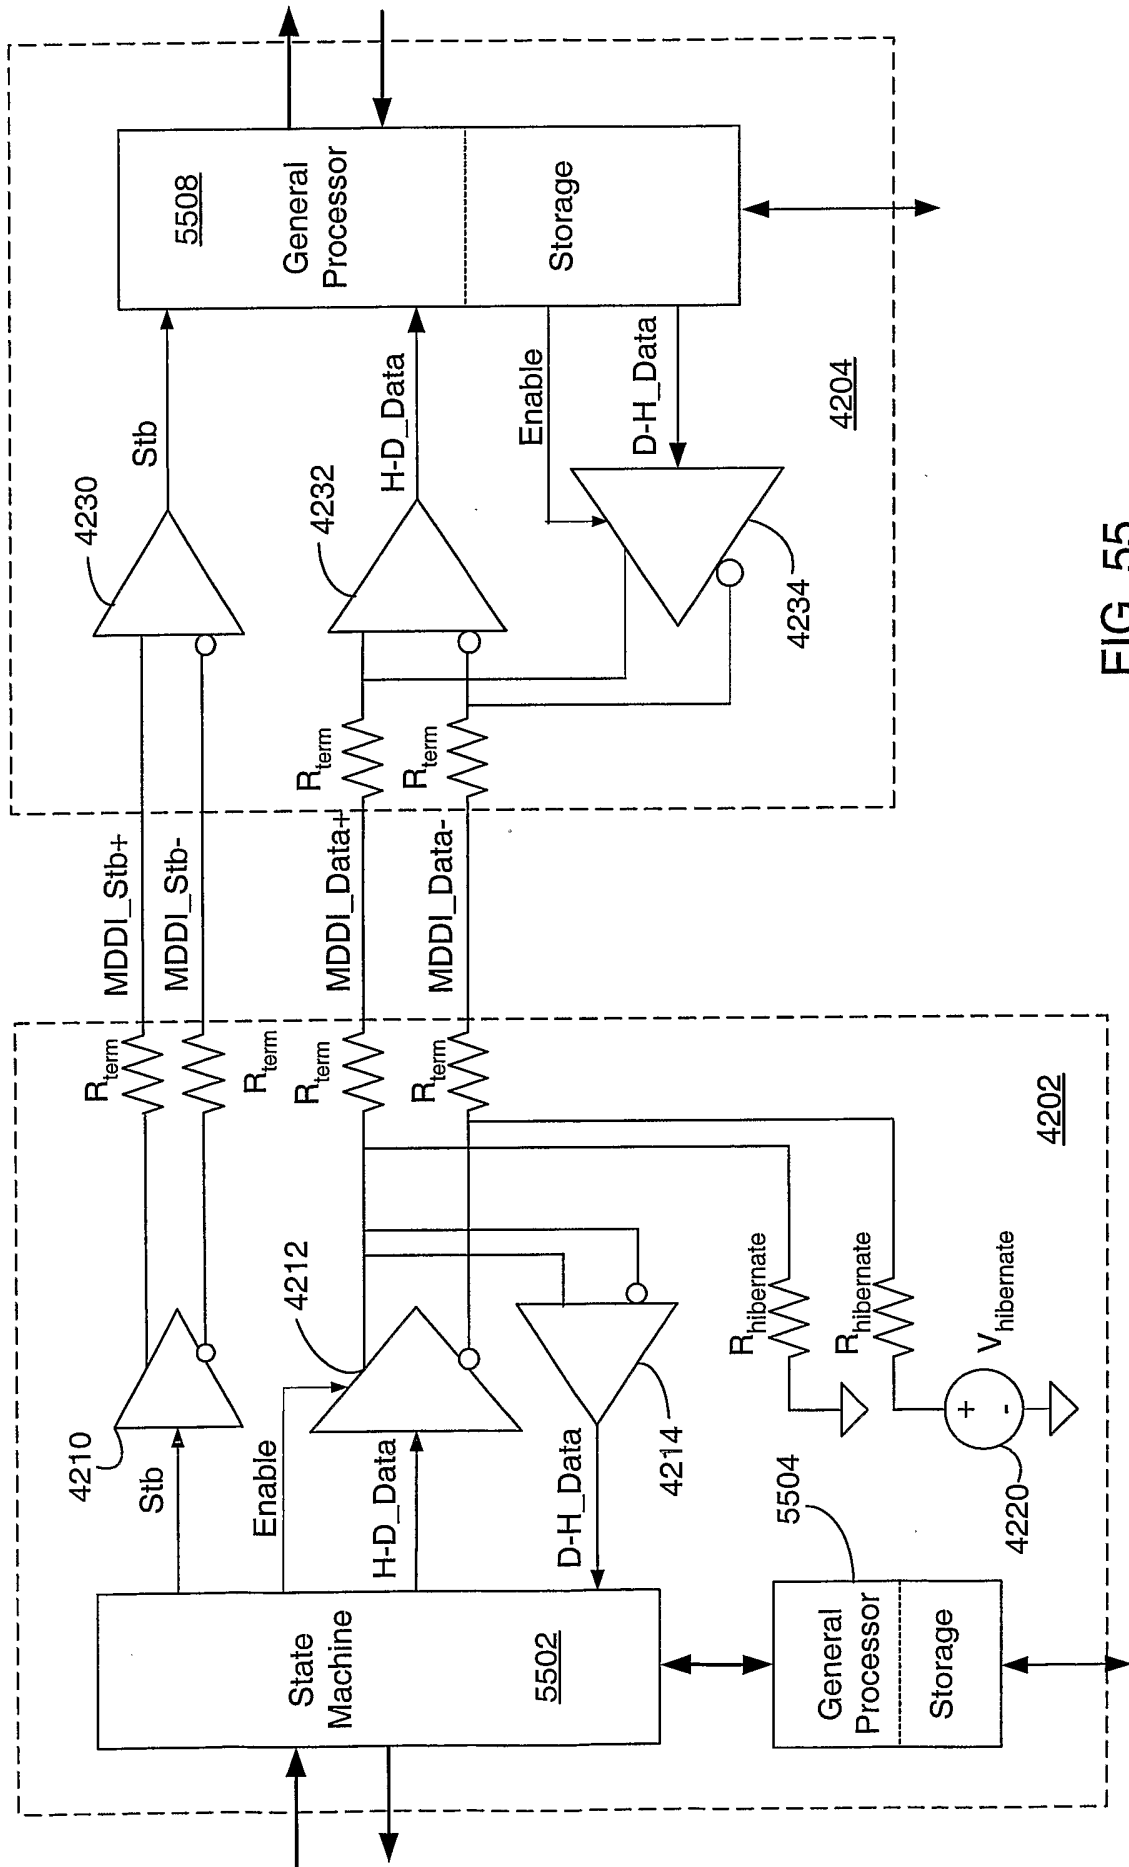 4210
Stb
Enable
H-D_Data
D-H_Data
State
Machine
5502
4212
4214
General
Processor
Storage
5504
4220
Vhibernate
Rhibernate
Rhibernate
+
-
4202
Rterm
Rterm
Rterm
Rterm
MDDI_Stb+
MDDI_Stb-
MDDI_Data+
MDDI_Data-
Rterm
Rterm
4230
Stb
4232
H-D_Data
Enable
D-H_Data
4234
5508
General
Processor
Storage
4204
FIG. 55